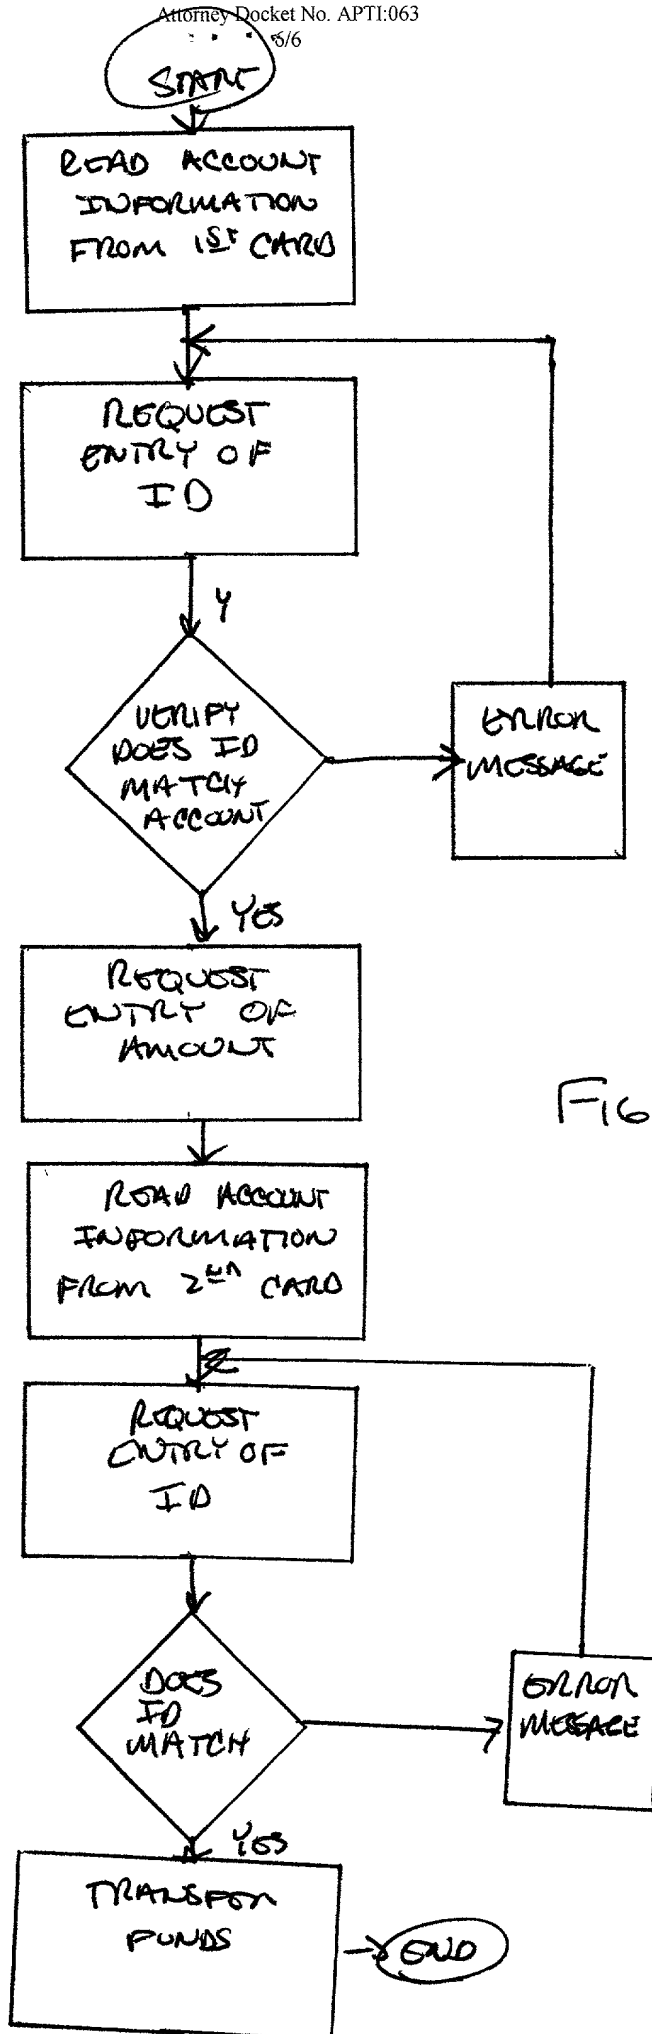 Attorney Docket No. APTI:063
6/6
START
READ ACCOUNT
INFORMATION
FROM 1ST CARD
REQUEST
ENTRY OF
ID
Y
VERIFY
DOES ID
MATCH
ACCOUNT
ERROR
MESSAGE
YES
REQUEST
ENTRY OF
AMOUNT
FIG
READ ACCOUNT
INFORMATION
FROM 2ND CARD
REQUEST
ENTRY OF
ID
DOES
ID
MATCH
ERROR
MESSAGE
YES
TRANSFER
FUNDS
END